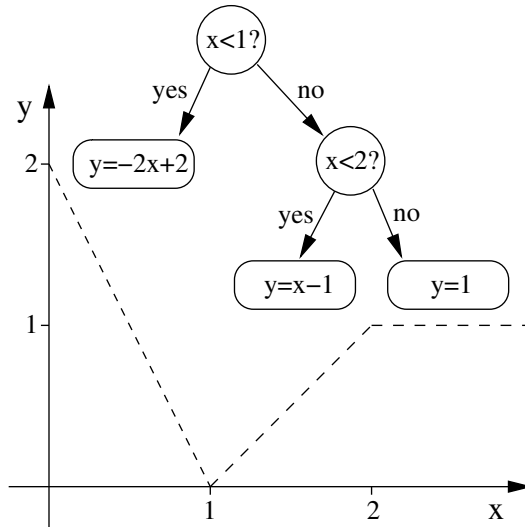 x<1?
yes
no
y
2
y=−2x+2
x<2?
yes
no
y=x−1
y=1
1
1
2
x